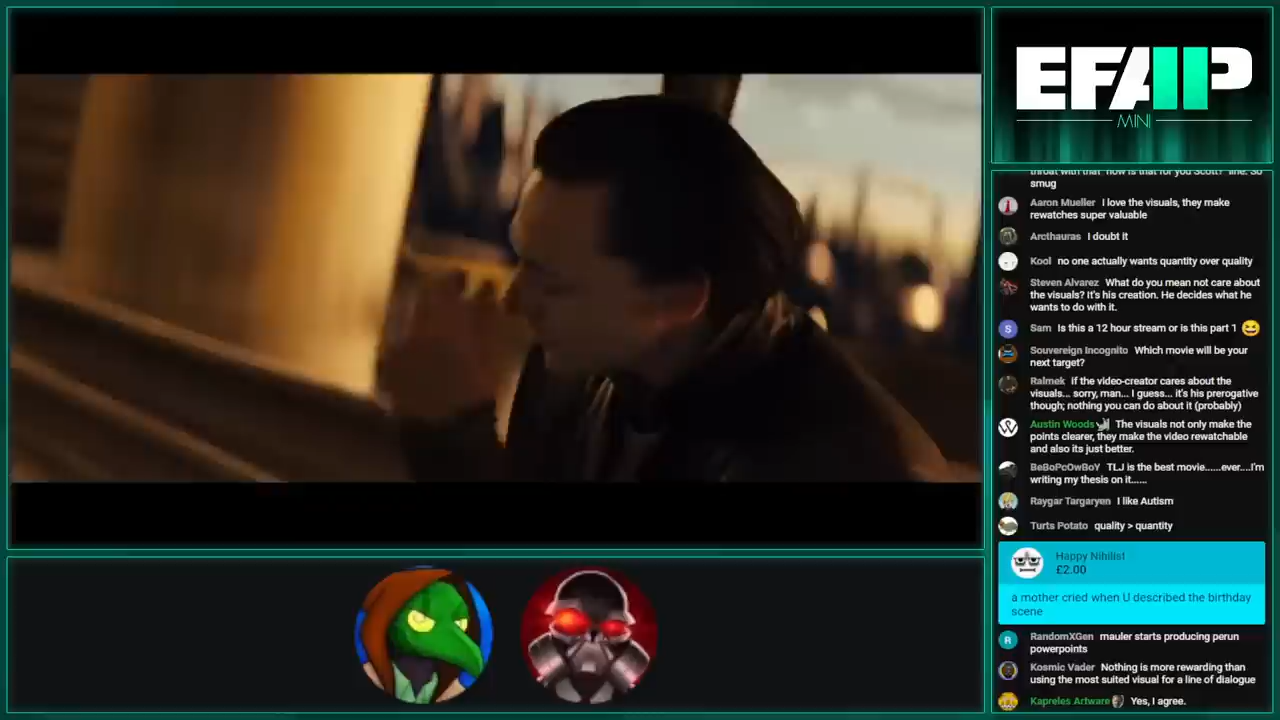 EFAP
MINI
throat with that "how is that for you Scott?" line. So
smug
Aaron Mueller I love the visuals, they make
rewatches super valuable
Arcthauras I doubt it
Kool no one actually wants quantity over quality
Steven Alvarez What do you mean not care about
the visuals? It's his creation. He decides what he
wants to do with it.
S
Sam Is this a 12 hour stream or is this part 1
Souvereign Incognito Which movie will be your
next target?
Ralmek if the video-creator cares about the
visuals... sorry, man... I guess... it's his prerogative
though; nothing you can do about it (probably)
Austin Woods The visuals not only make the
points clearer, they make the video rewatchable
and also its just better.
BeBoPcOwBoY TLJ is the best movie......ever....I'm
writing my thesis on it......
Raygar Targaryen I like Autism
Turts Potato quality > quantity
Happy Nihilist
£2.00
a mother cried when U described the birthday
scene
R
RandomXGen mauler starts producing perun
powerpoints
Kosmic Vader Nothing is more rewarding than
using the most suited visual for a line of dialogue
Kapreles Artware Yes, I agree.